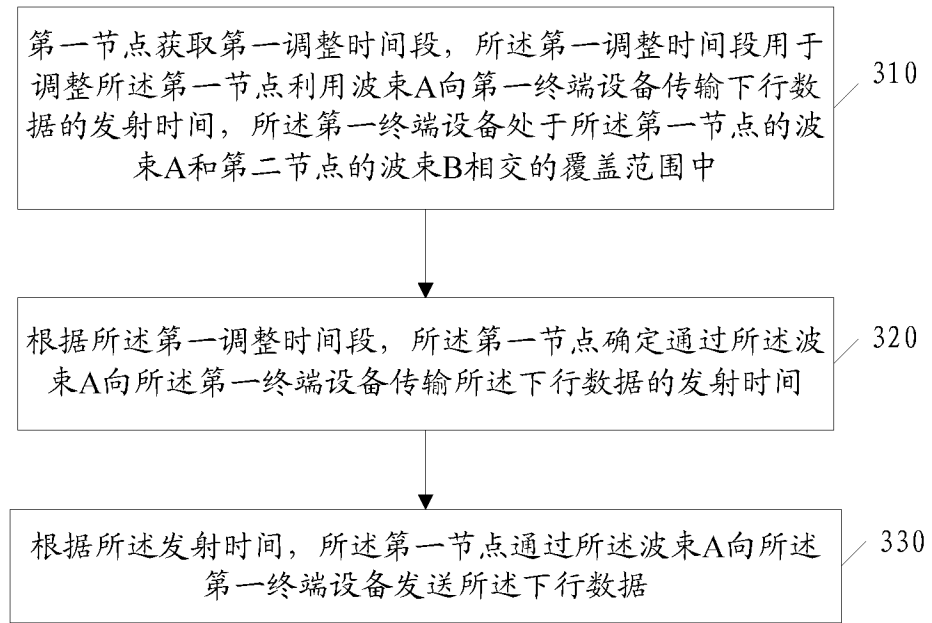 第一节点获取第一调整时间段，所述第一调整时间段用于
调整所述第一节点利用波束A向第一终端设备传输下行数
据的发射时间，所述第一终端设备处于所述第一节点的波
束A和第二节点的波束B相交的覆盖范围中
310
根据所述第一调整时间段，所述第一节点确定通过所述波
束A向所述第一终端设备传输所述下行数据的发射时间
320
根据所述发射时间，所述第一节点通过所述波束A向所述
第一终端设备发送所述下行数据
330